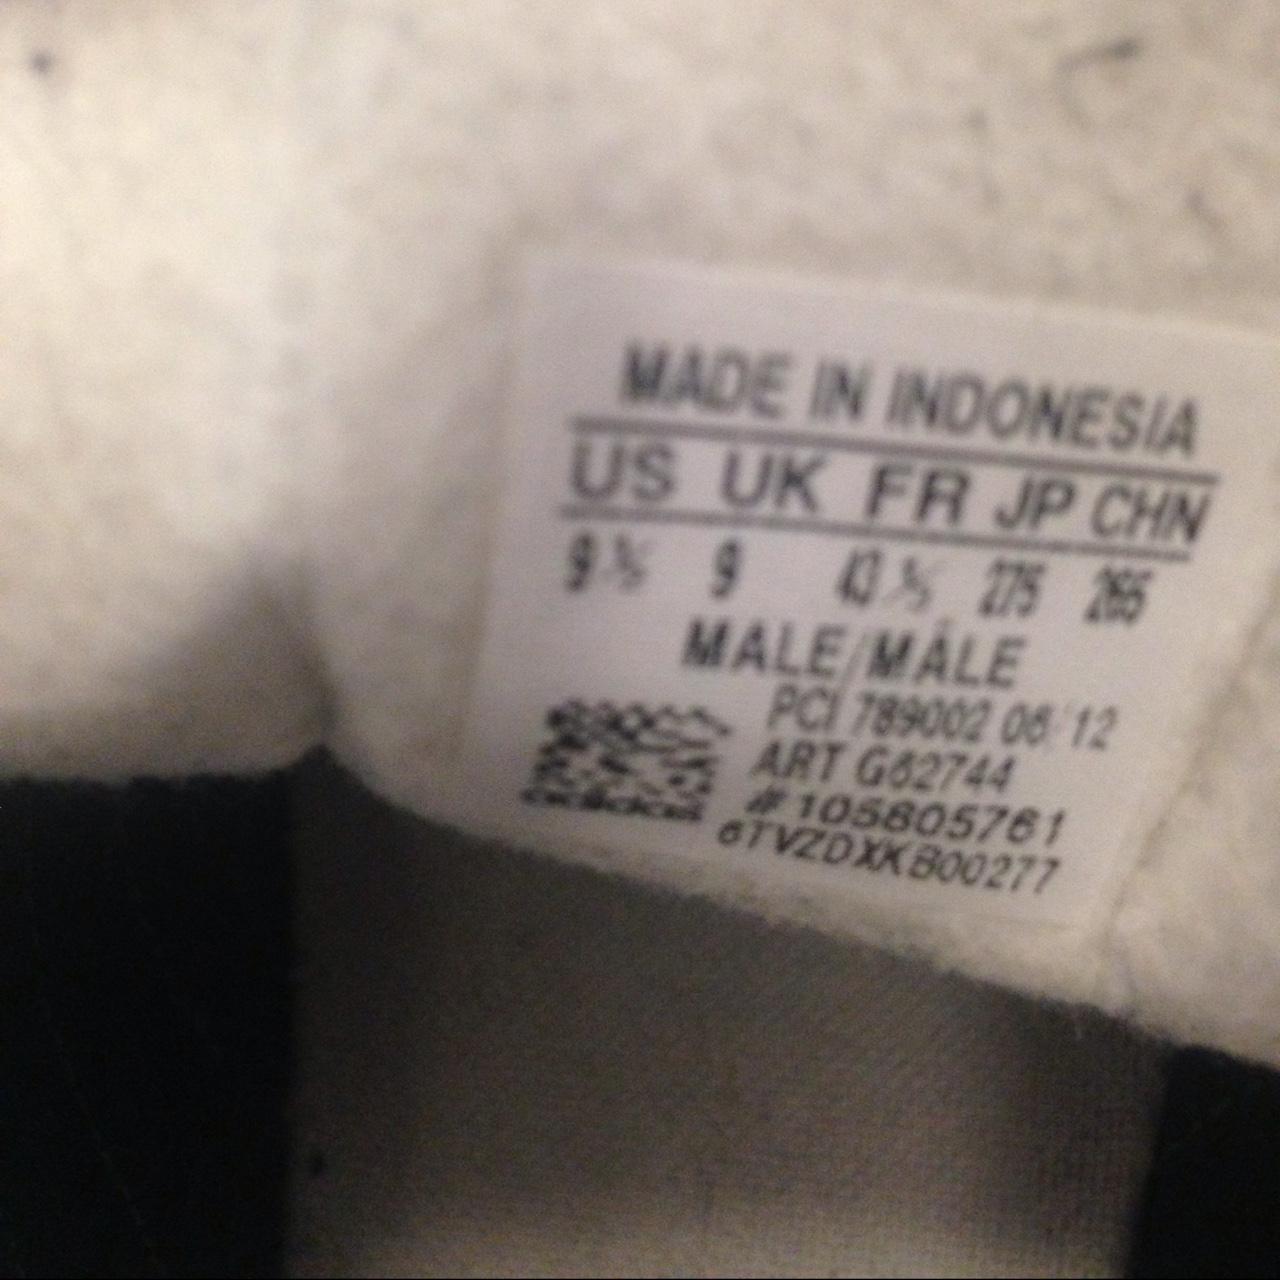 MADE IN INDONESIA
US UK FR JP CHN
9 ½ 9 43 ⅓ 275 265
MALE/MÂLE
PCI 789002 06/12
ART G62744
#105605761
6TVZDXKB00277